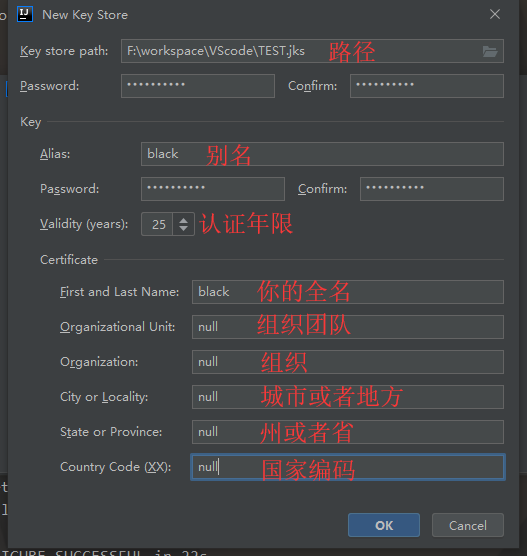 New Key Store
Key store path: F:\workspace\VScode\TEST.jks 路径
Password: •••••••••• Confirm: ••••••••••
Key
Alias: black 别名
Password: •••••••••• Confirm: ••••••••••
Validity (years): 25 认证年限
Certificate
First and Last Name: black 你的全名
Organizational Unit: null 组织团队
Organization: null 组织
City or Locality: null 城市或者地方
State or Province: null 州或者省
Country Code (XX): null 国家编码
OK Cancel